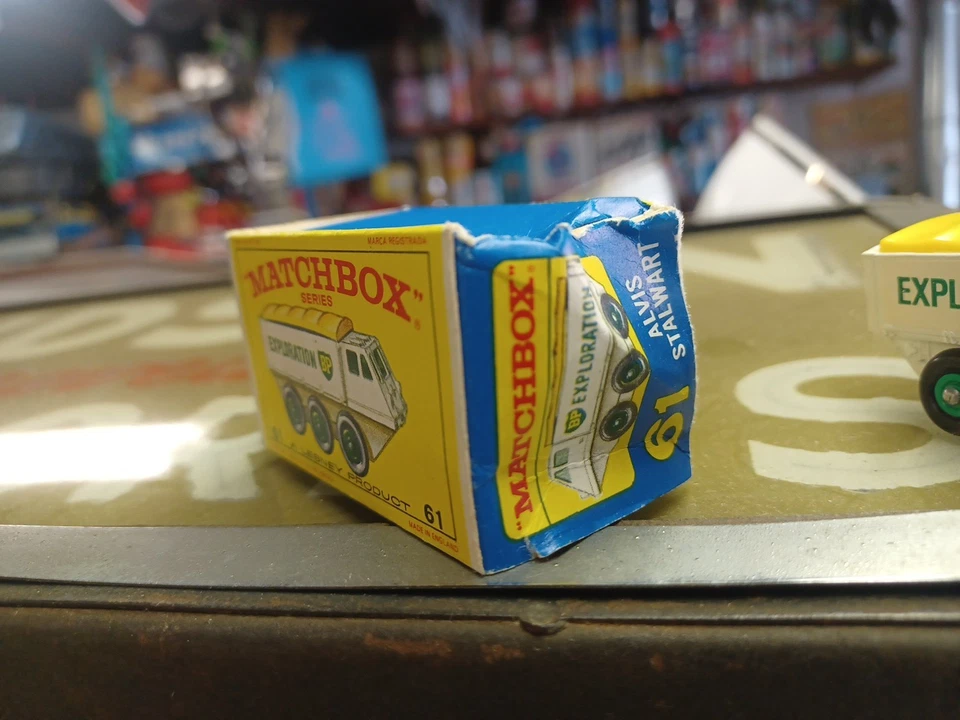 MARCA REGISTRADA
"MATCHBOX"®
SERIES
EXPLORATION BP
A LESNEY PRODUCT
61
MADE IN ENGLAND
"MATCHBOX"®
BP EXPLORATION
ALVIS
STALWART
61
EXPL